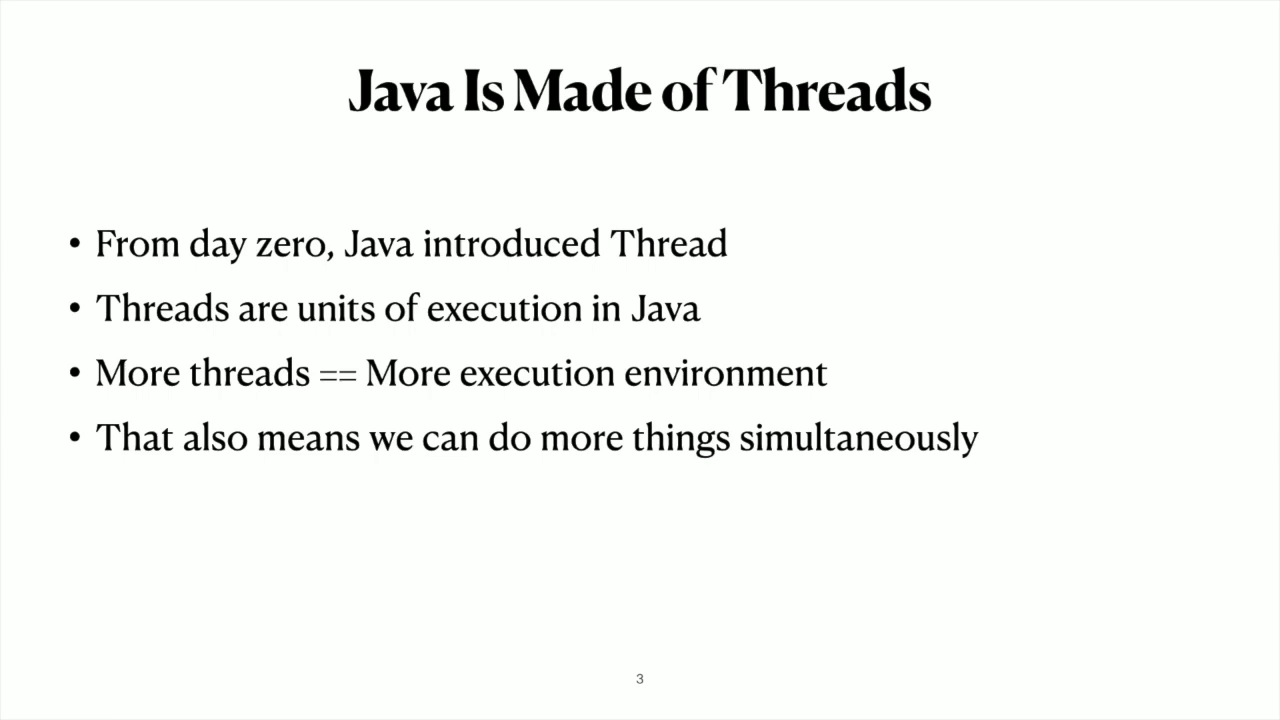 Java Is Made of Threads
• From day zero, Java introduced Thread
• Threads are units of execution in Java
• More threads == More execution environment
• That also means we can do more things simultaneously
3